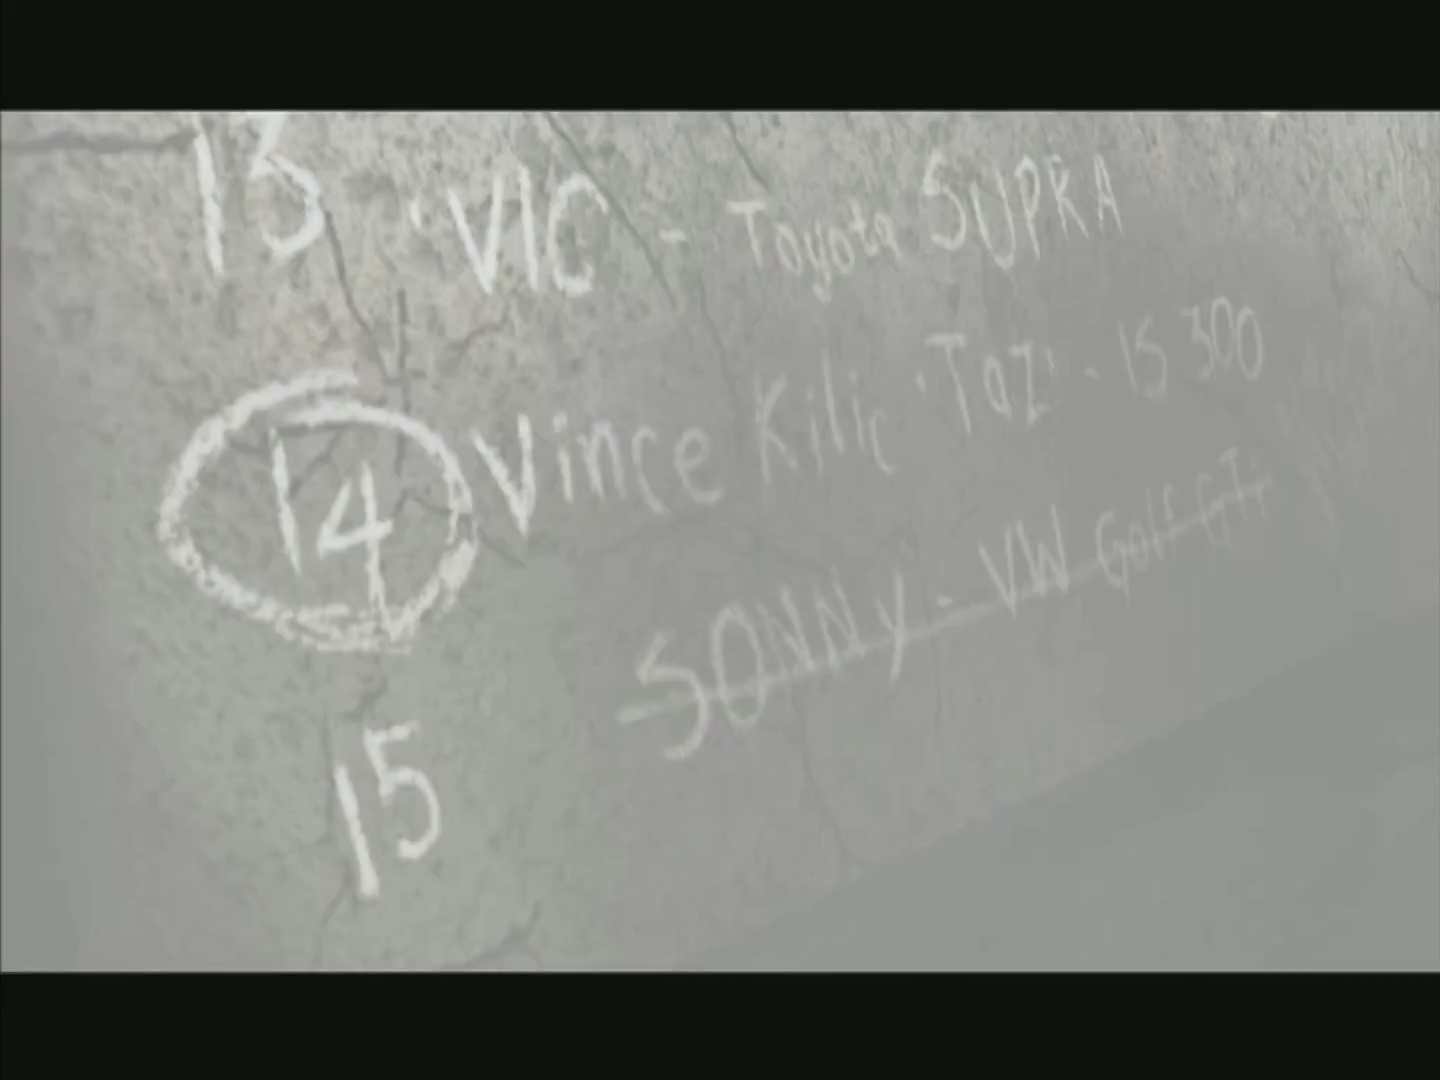 13 'VIC - Toyota SUPRA
14 Vince Kilic 'Taz' - IS 300
15 SONNY - VW Golf GTi